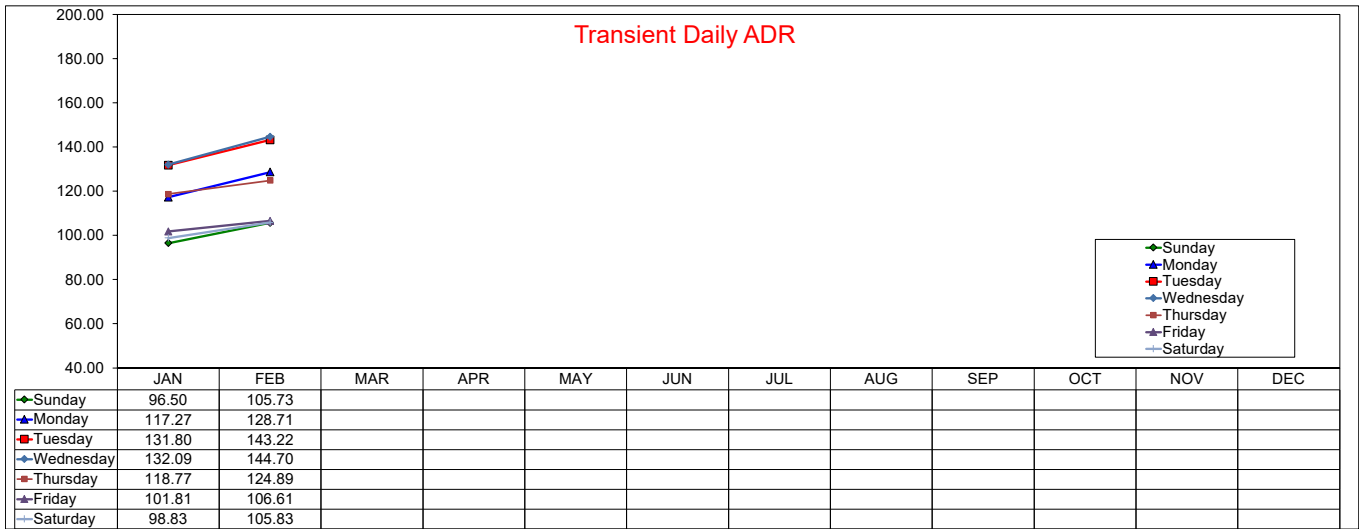 Transient Daily ADR
200.00
180.00
160.00
140.00
120.00
100.00
80.00
60.00
40.00
Sunday
Monday
Tuesday
Wednesday
Thursday
Friday
Saturday
JAN FEB MAR APR MAY JUN JUL AUG SEP OCT NOV DEC
Sunday 96.50 105.73
Monday 117.27 128.71
Tuesday 131.80 143.22
Wednesday 132.09 144.70
Thursday 118.77 124.89
Friday 101.81 106.61
Saturday 98.83 105.83